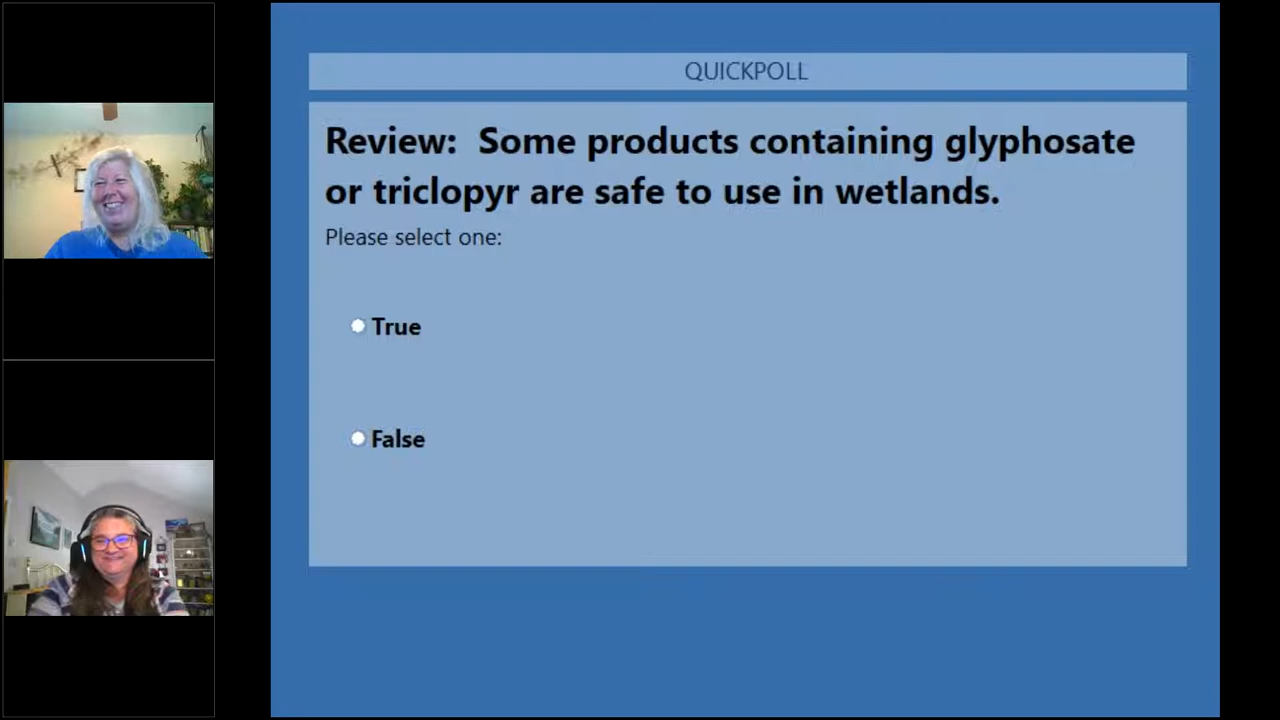 QUICKPOLL
Review: Some products containing glyphosate
or triclopyr are safe to use in wetlands.
Please select one:
True
False